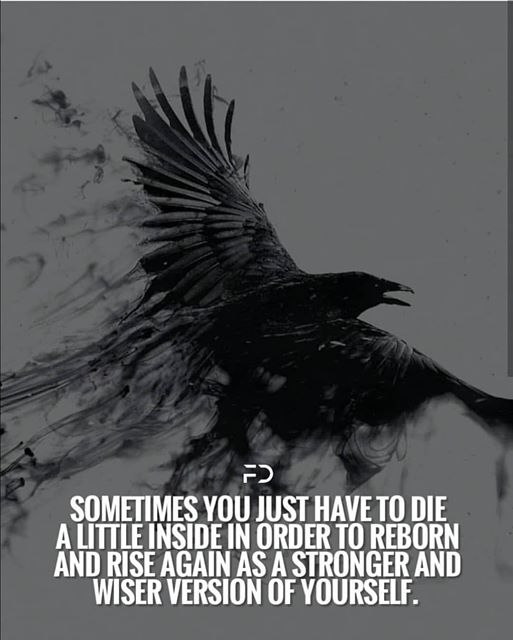 FD
SOMETIMES YOU JUST HAVE TO DIE
A LITTLE INSIDE IN ORDER TO REBORN
AND RISE AGAIN AS A STRONGER AND
WISER VERSION OF YOURSELF.